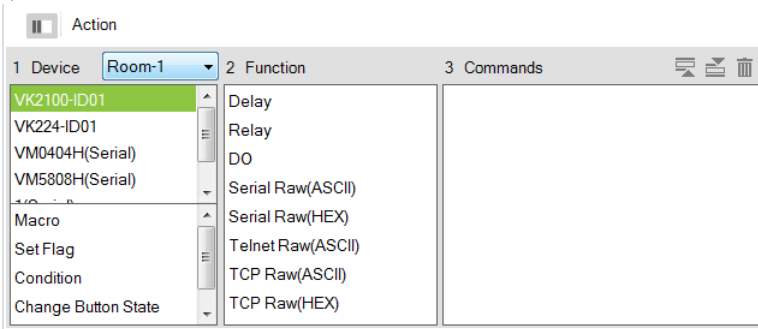 Action
1 Device Room-1 2 Function 3 Commands
VK2100-ID01
VK224-ID01
VM0404H(Serial)
VM5808H(Serial)
Macro
Set Flag
Condition
Change Button State
Delay
Relay
DO
Serial Raw(ASCII)
Serial Raw(HEX)
Telnet Raw(ASCII)
TCP Raw(ASCII)
TCP Raw(HEX)